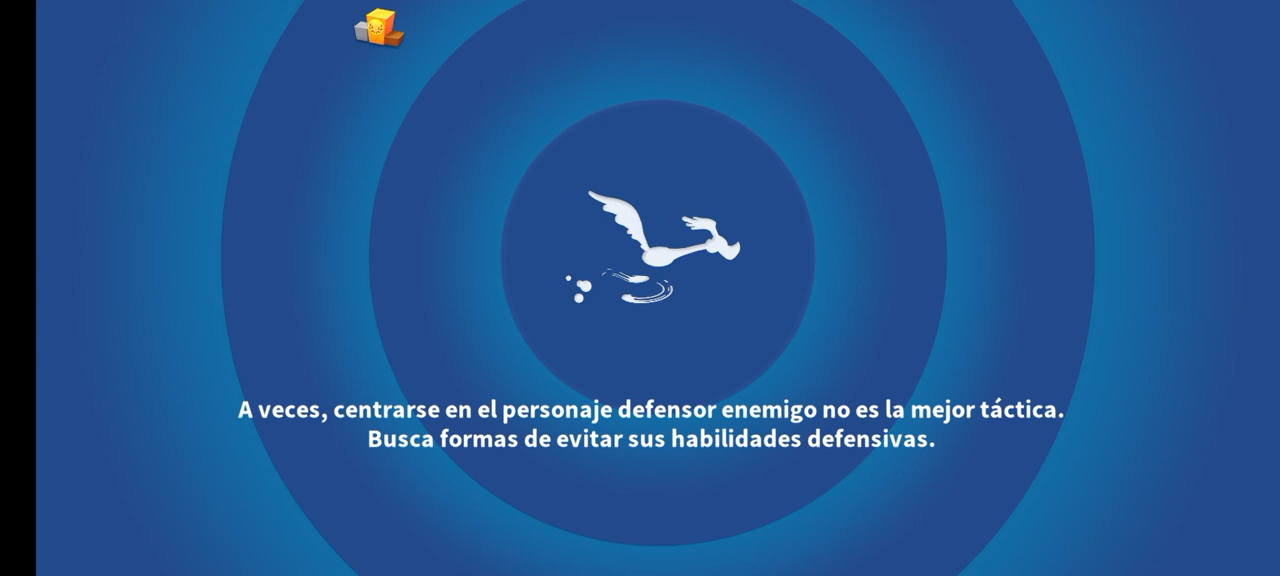 A veces, centrarse en el personaje defensor enemigo no es la mejor táctica.
Busca formas de evitar sus habilidades defensivas.